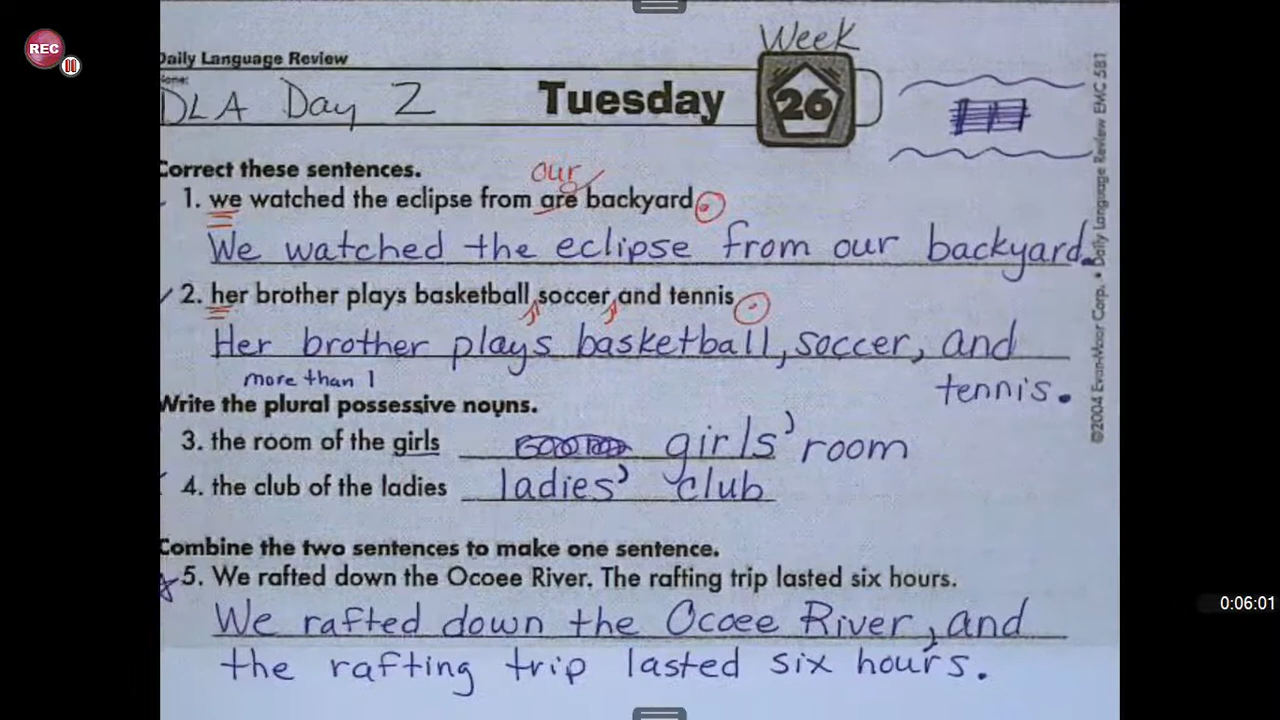 REC
Week
Daily Language Review
Name:
DLA Day 2
Tuesday
26
Correct these sentences.
our
1. we watched the eclipse from are backyard.
We watched the eclipse from our backyard.
2. her brother plays basketball, soccer, and tennis.
Her brother plays basketball, soccer, and
tennis.
more than 1
Write the plural possessive nouns.
3. the room of the girls girls' room
4. the club of the ladies ladies' club
Combine the two sentences to make one sentence.
5. We rafted down the Ocoee River. The rafting trip lasted six hours.
We rafted down the Ocoee River, and
the rafting trip lasted six hours.
©2004 Evan-Moor Corp. • Daily Language Review EMC 581
0:06:01